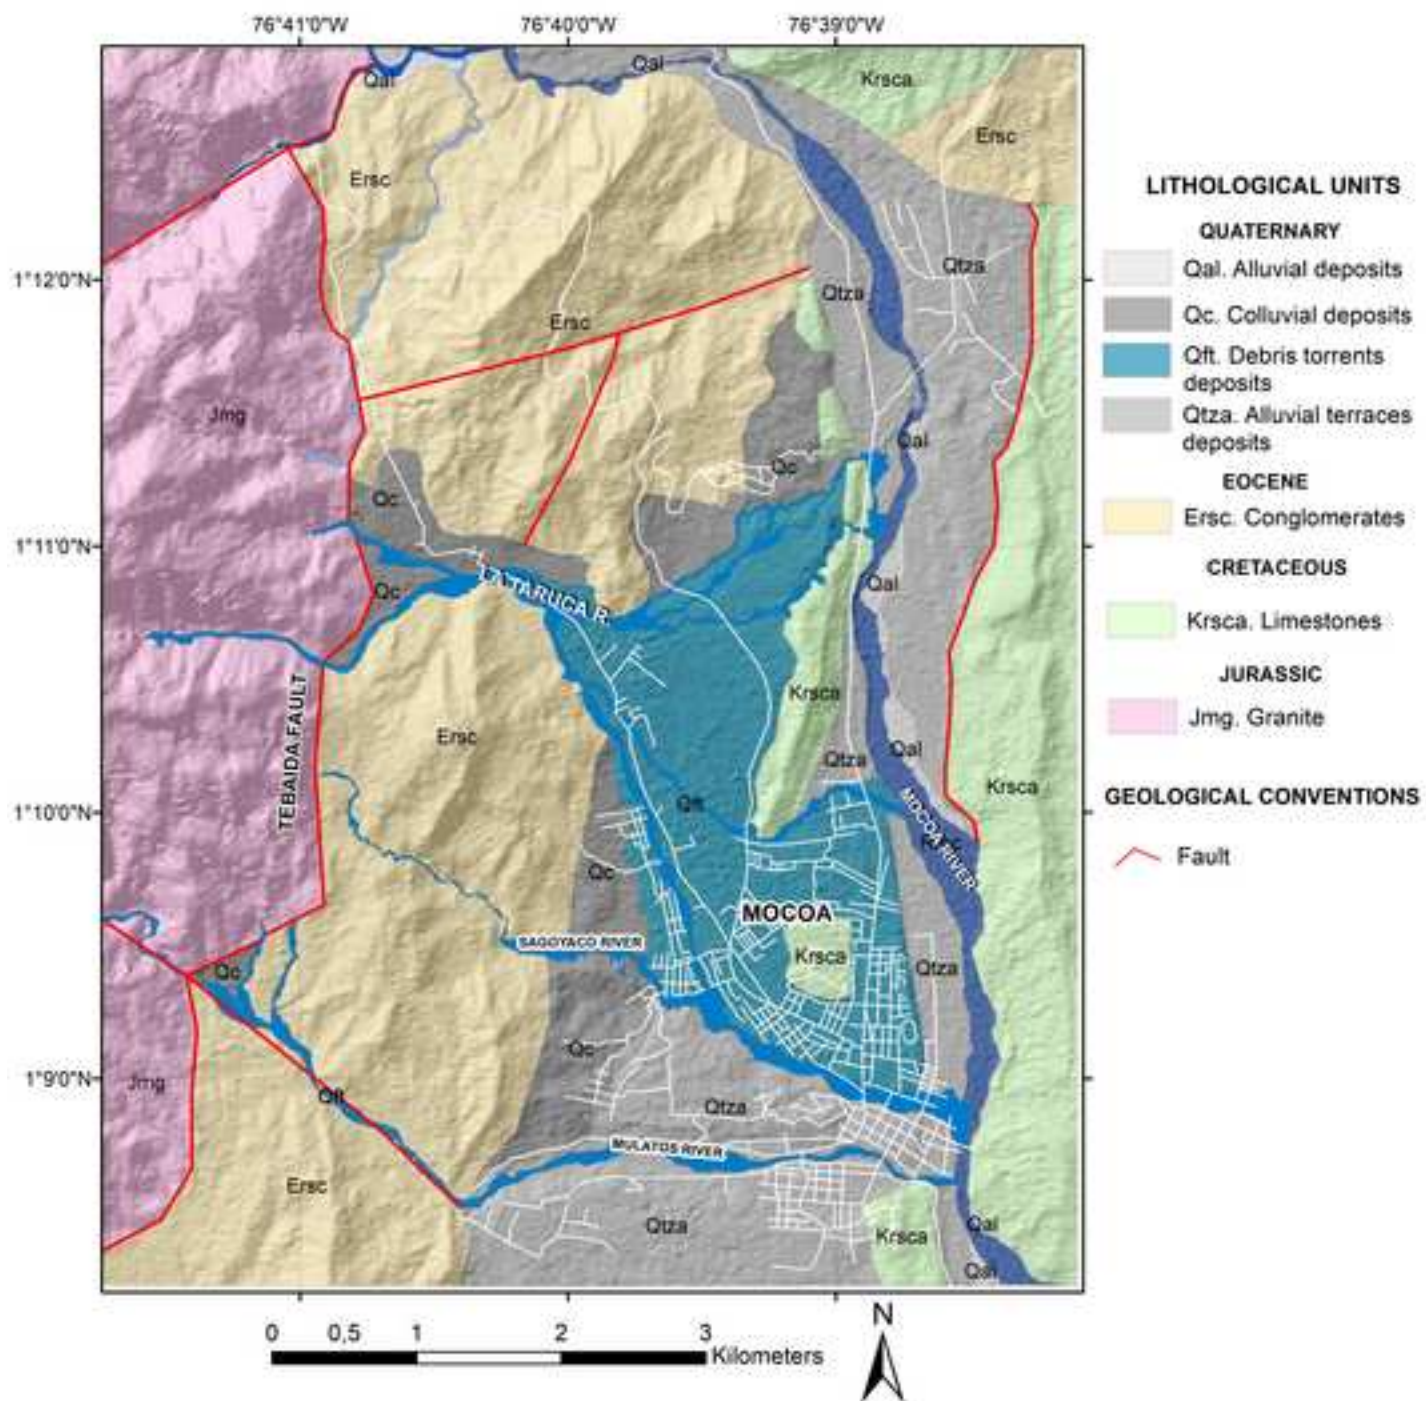 76°41'0"W
76°40'0"W
76°39'0"W
Qal
Qal
Krsca
Ersc
Ersc
1°12'0"N
Qtza
Qtza
Ersc
Jmg
Qal
Qc
Qc
1°11'0"N
LA TARUCA R.
Qc
Qal
Krsca
TEBAIDA FAULT
Ersc
Qtza
Qal
Krsca
1°10'0"N
Qft
MOCOA RIVER
Qc
MOCOA
SAGOYACO RIVER
Krsca
Qtza
Qc
Qc
1°9'0"N
Jmg
Qft
Qtza
MULATOS RIVER
Ersc
Qtza
Krsca
Qal
Qal
0 0,5 1 2 3
Kilometers
N
LITHOLOGICAL UNITS
QUATERNARY
Qal. Alluvial deposits
Qc. Colluvial deposits
Qft. Debris torrents
deposits
Qtza. Alluvial terraces
deposits
EOCENE
Ersc. Conglomerates
CRETACEOUS
Krsca. Limestones
JURASSIC
Jmg. Granite
GEOLOGICAL CONVENTIONS
Fault